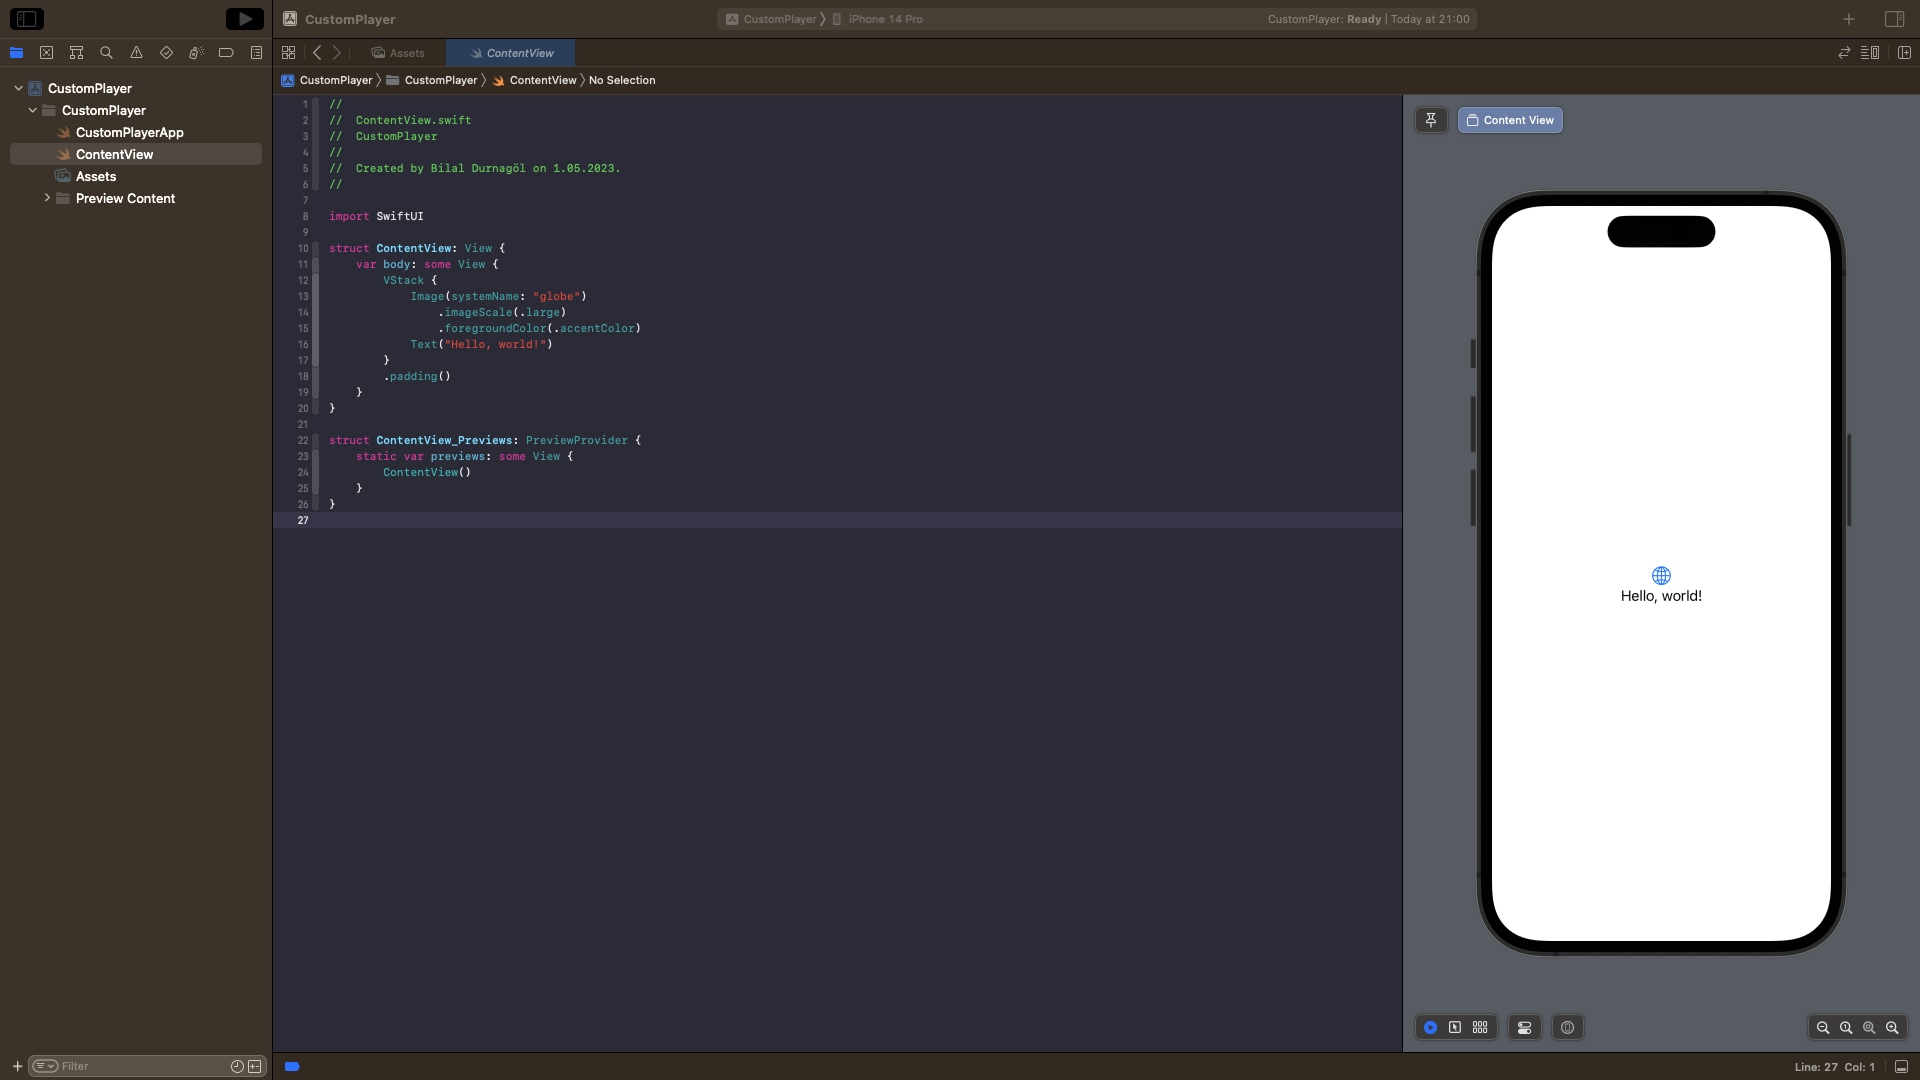 CustomPlayer
CustomPlayer iPhone 14 Pro
CustomPlayer: Ready | Today at 21:00
Assets
ContentView
CustomPlayer CustomPlayer ContentView No Selection
CustomPlayer
CustomPlayer
CustomPlayerApp
ContentView
Assets
Preview Content
1 //
2 //  ContentView.swift
3 //  CustomPlayer
4 //
5 //  Created by Bilal Durnagöl on 1.05.2023.
6 //
7
8 import SwiftUI
9
10 struct ContentView: View {
11     var body: some View {
12         VStack {
13             Image(systemName: "globe")
14                 .imageScale(.large)
15                 .foregroundColor(.accentColor)
16             Text("Hello, world!")
17         }
18         .padding()
19     }
20 }
21
22 struct ContentView_Previews: PreviewProvider {
23     static var previews: some View {
24         ContentView()
25     }
26 }
27
Content View
Hello, world!
Filter
Line: 27 Col: 1